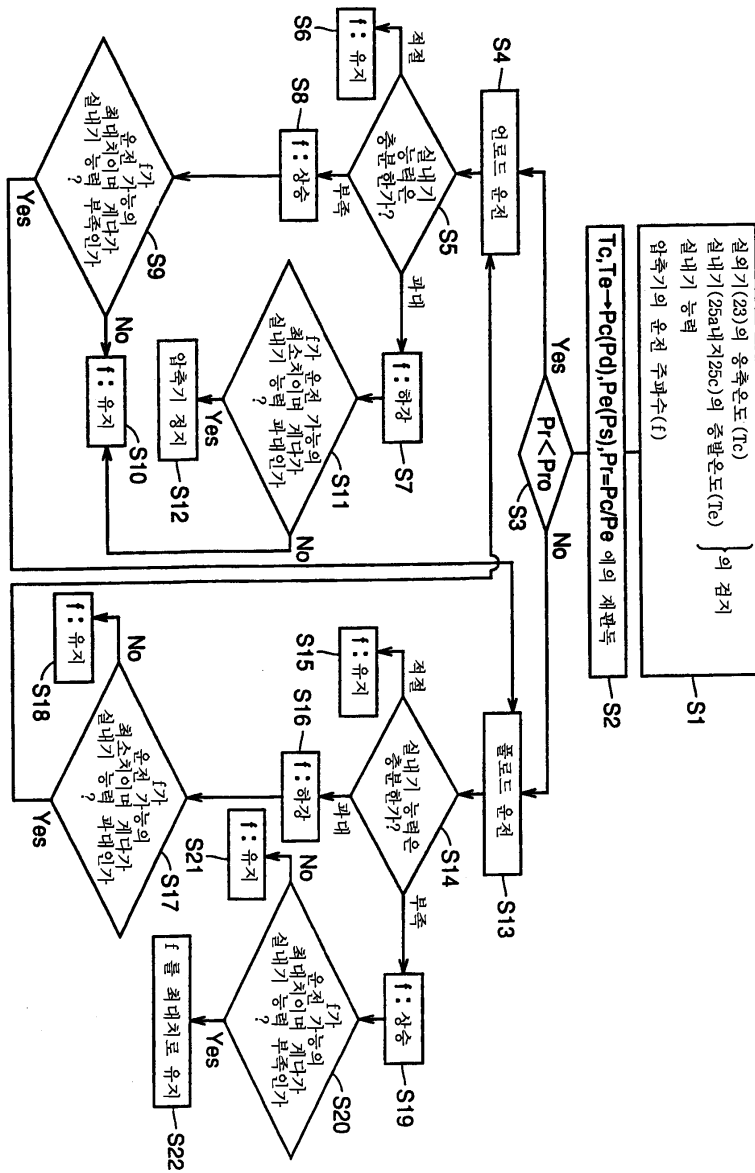 실외기(23)의 응축온도(Tc)
실내기(25a내지25c)의 증발온도(Te)
실내기 능력
압축기의 운전 주파수(f)
의 검지
S1
Tc,Te→Pc(Pd),Pe(Ps),Pr=Pc/Pe 에의 재판독
S2
Pr<Pro
S3
Yes
No
언로드 운전
S4
실내기
능력은
충분한가?
S5
적절
부족
과대
f : 유지
S6
f : 하강
S7
f : 상승
S8
f가
운전 가능의
최대치이며 게다가
실내기 능력 부족인가
?
S9
Yes
No
f : 유지
S10
f가 운전 가능의
최소치이며 게다가
실내기 능력 과대인가
?
S11
Yes
No
압축기 정지
S12
풀로드 운전
S13
실내기 능력은
충분한가?
S14
적절
과대
부족
f : 유지
S15
f : 하강
S16
f가
운전 가능의
최소치이며 게다가
실내기 능력 과대인가
?
S17
No
Yes
f : 유지
S18
f : 상승
S19
f가
운전 가능의
최대치이며 게다가
실내기 능력 부족인가
?
S20
No
Yes
f : 유지
S21
f 를 최대치로 유지
S22